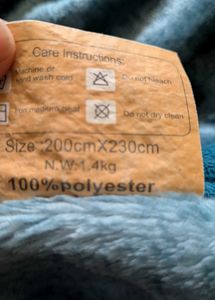 Care Instructions:
Machine or
hand wash cold
Do not bleach
on medium heat
Do not dry clean
Size:200cmX230cm
N.W:1.4kg
100%polyester